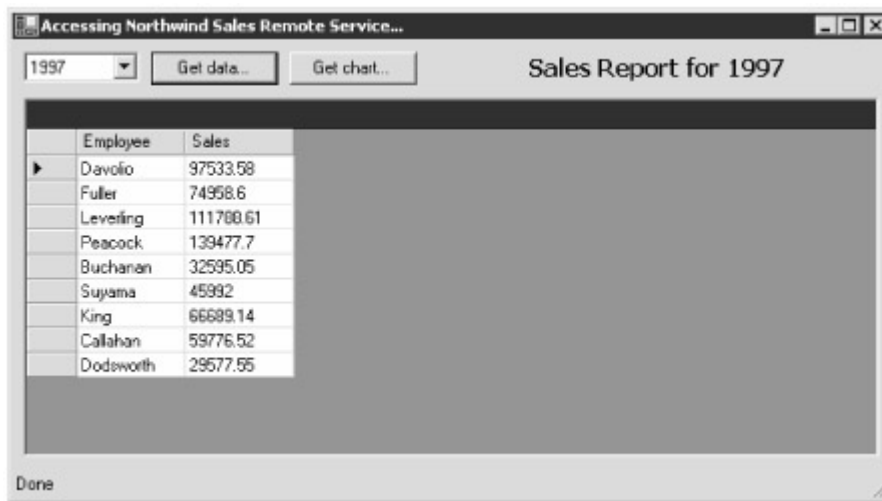 Accessing Northwind Sales Remote Service...
1997 Get data... Get chart... Sales Report for 1997
Employee Sales
Davolio 97533.58
Fuller 74958.6
Leverling 111788.61
Peacock 139477.7
Buchanan 32595.05
Suyama 45992
King 66689.14
Callahan 59776.52
Dodsworth 29577.55
Done